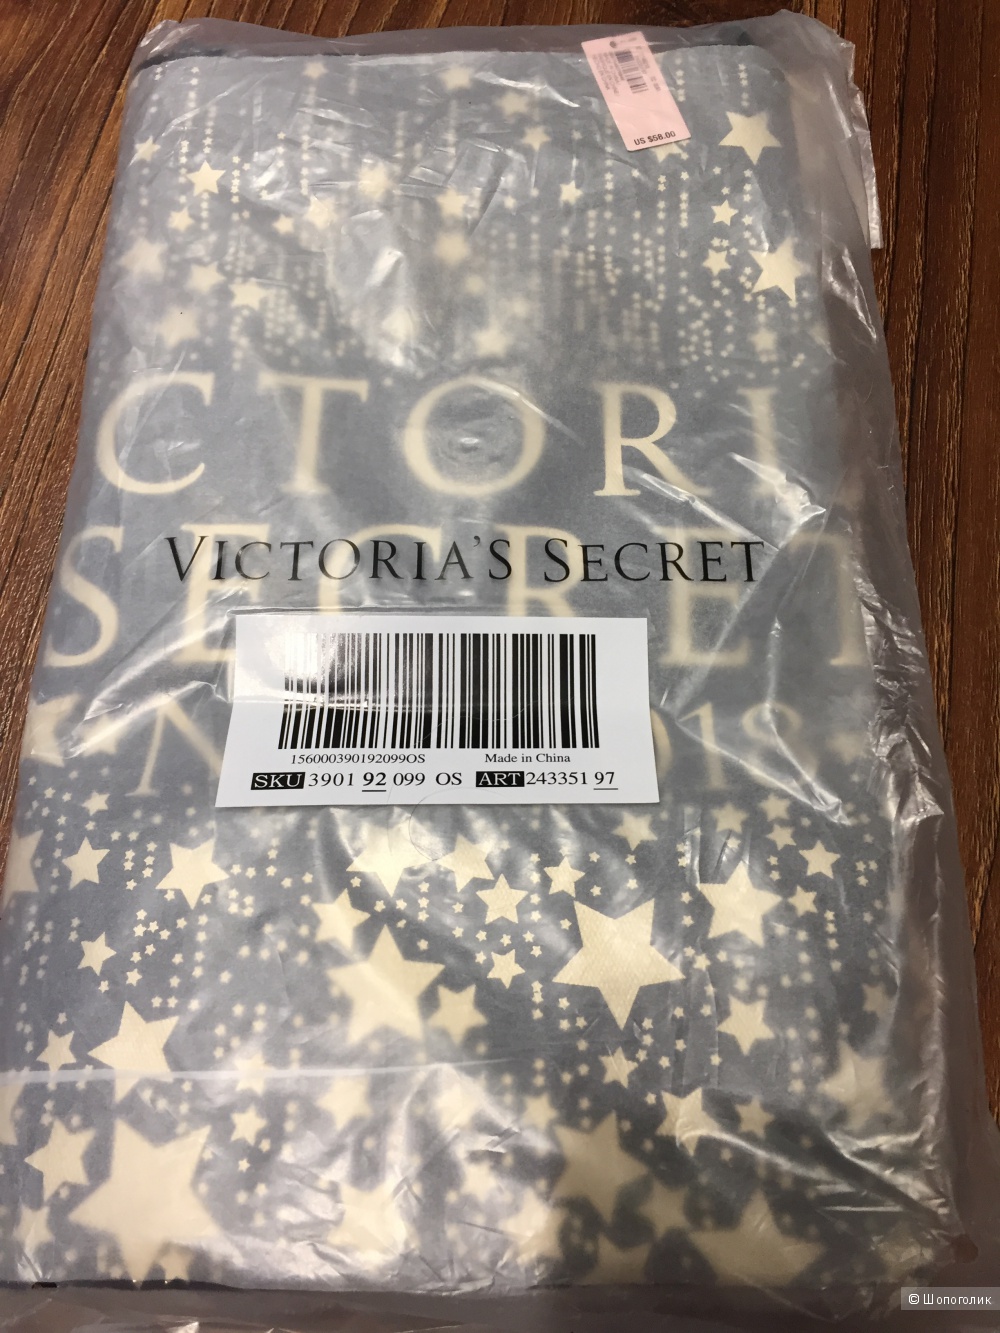 US $58.00
CTORI
SECRET
VICTORIA'S SECRET
N 018
156000390192099OS Made in China
SKU 3901 92 099 OS ART 243351 97
© Шопоголик